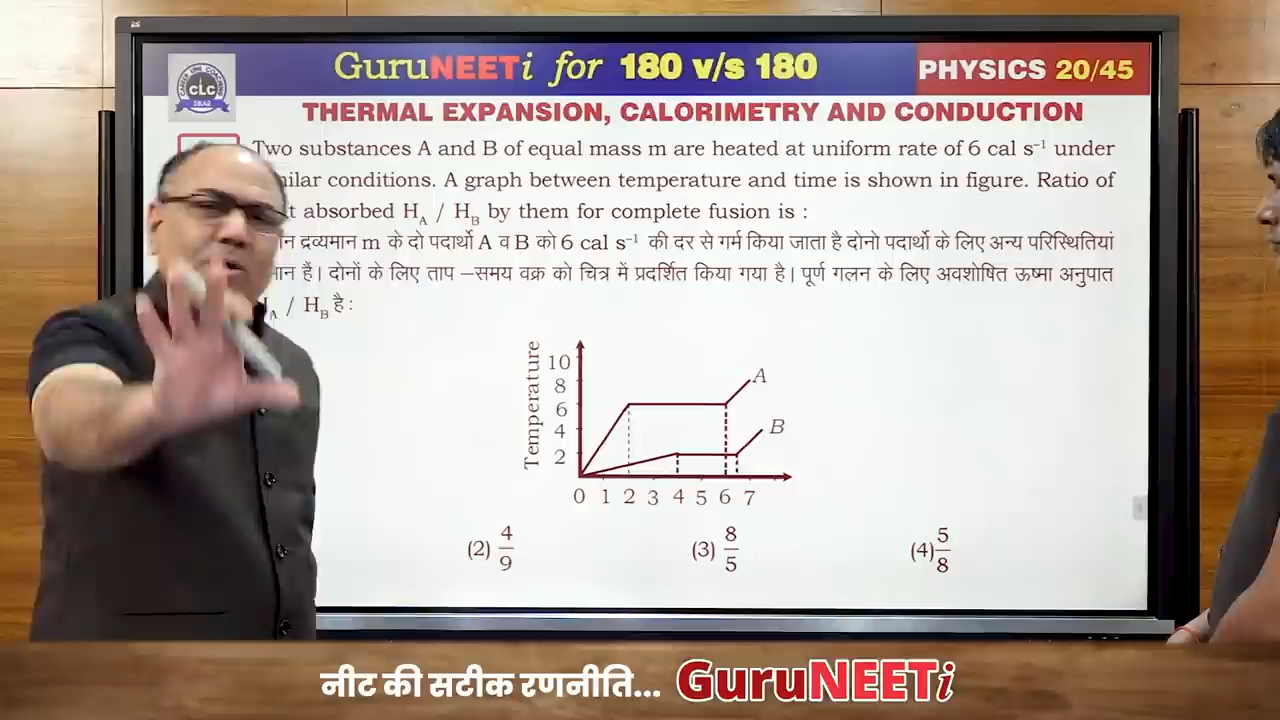 GuruNEETi for 180 v/s 180
PHYSICS 20/45
CLC
SIKAR
THERMAL EXPANSION, CALORIMETRY AND CONDUCTION
Two substances A and B of equal mass m are heated at uniform rate of 6 cal s⁻¹ under
ilar conditions. A graph between temperature and time is shown in figure. Ratio of
t absorbed H_A / H_B by them for complete fusion is :
न द्रव्यमान m के दो पदार्थो A व B को 6 cal s⁻¹ की दर से गर्म किया जाता है दोनो पदार्थो के लिए अन्य परिस्थितियां
मान हैं। दोनों के लिए ताप –समय वक्र को चित्र में प्रदर्शित किया गया है। पूर्ण गलन के लिए अवशोषित ऊष्मा अनुपात
H_A / H_B है :
Temperature
10
8
6
4
2
A
B
0 1 2 3 4 5 6 7
(2) 4/9
(3) 8/5
(4) 5/8
नीट की सटीक रणनीति... GuruNEETi